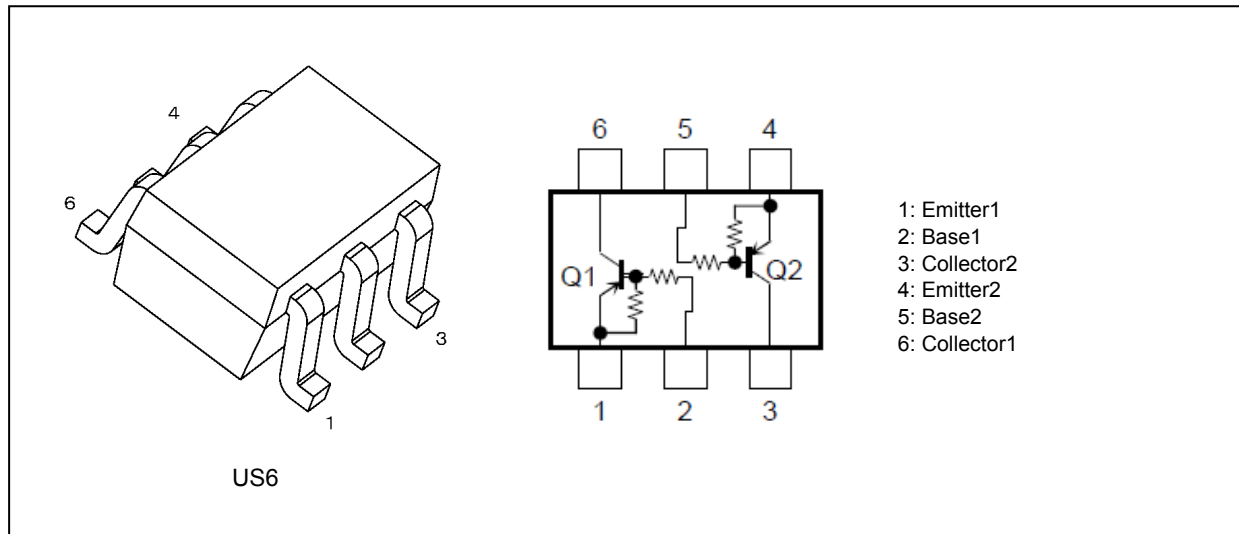 4
6
3
1
US6
6 5 4
Q1 Q2
1 2 3
1: Emitter1
2: Base1
3: Collector2
4: Emitter2
5: Base2
6: Collector1